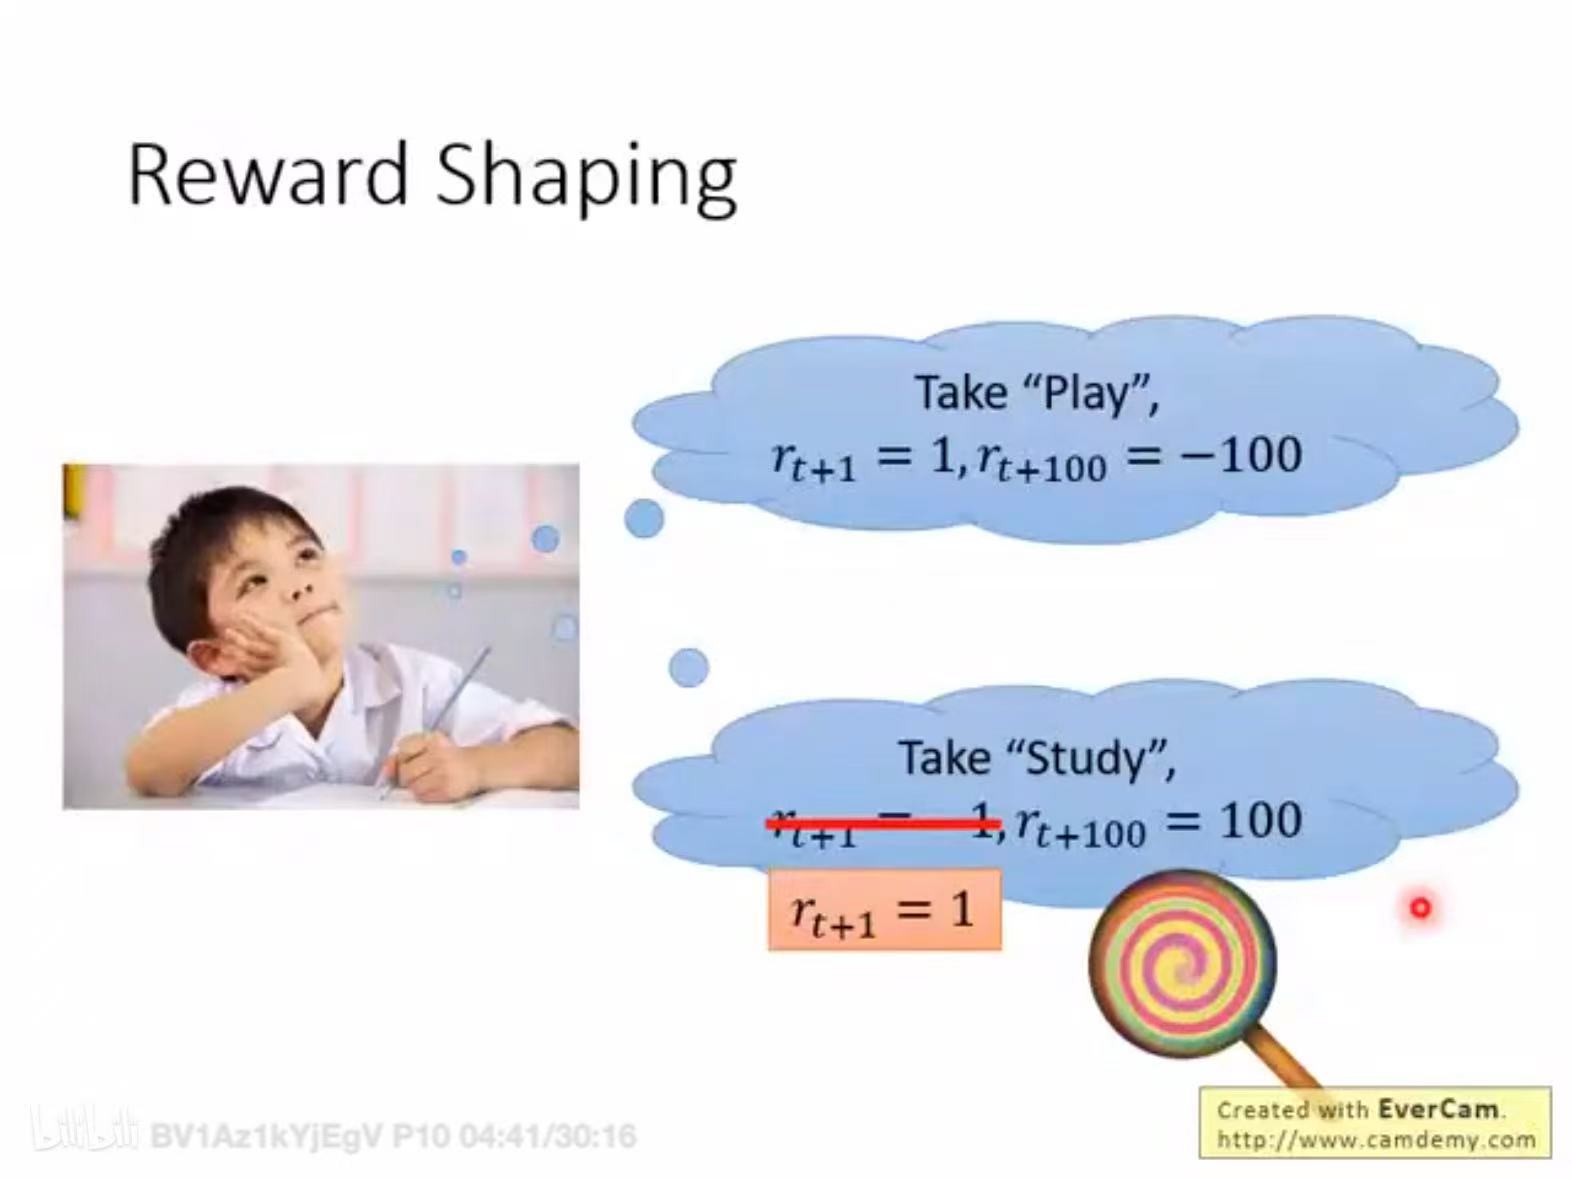 Reward Shaping
Take “Play”,
r_{t+1} = 1, r_{t+100} = −100
Take “Study”,
r_{t+1} = −1, r_{t+100} = 100
r_{t+1} = 1
bilibili BV1Az1kYjEgV P10 04:41/30:16
Created with EverCam.
http://www.camdemy.com